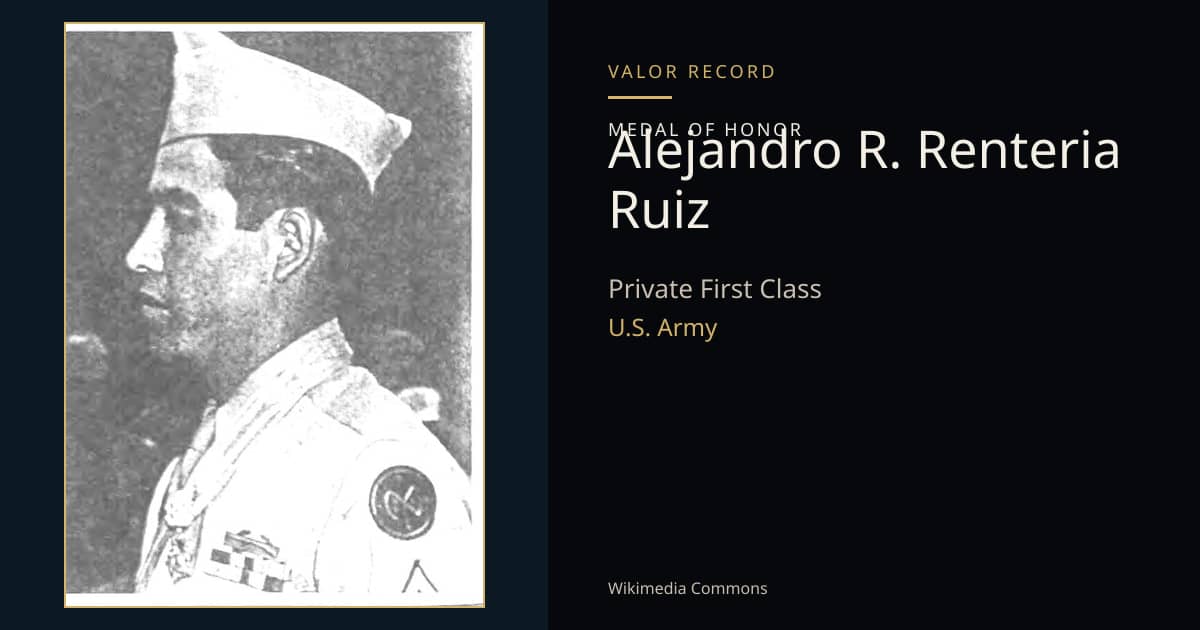 VALOR RECORD
MEDAL OF HONOR
Alejandro R. Renteria
Ruiz
Private First Class
U.S. Army
Wikimedia Commons